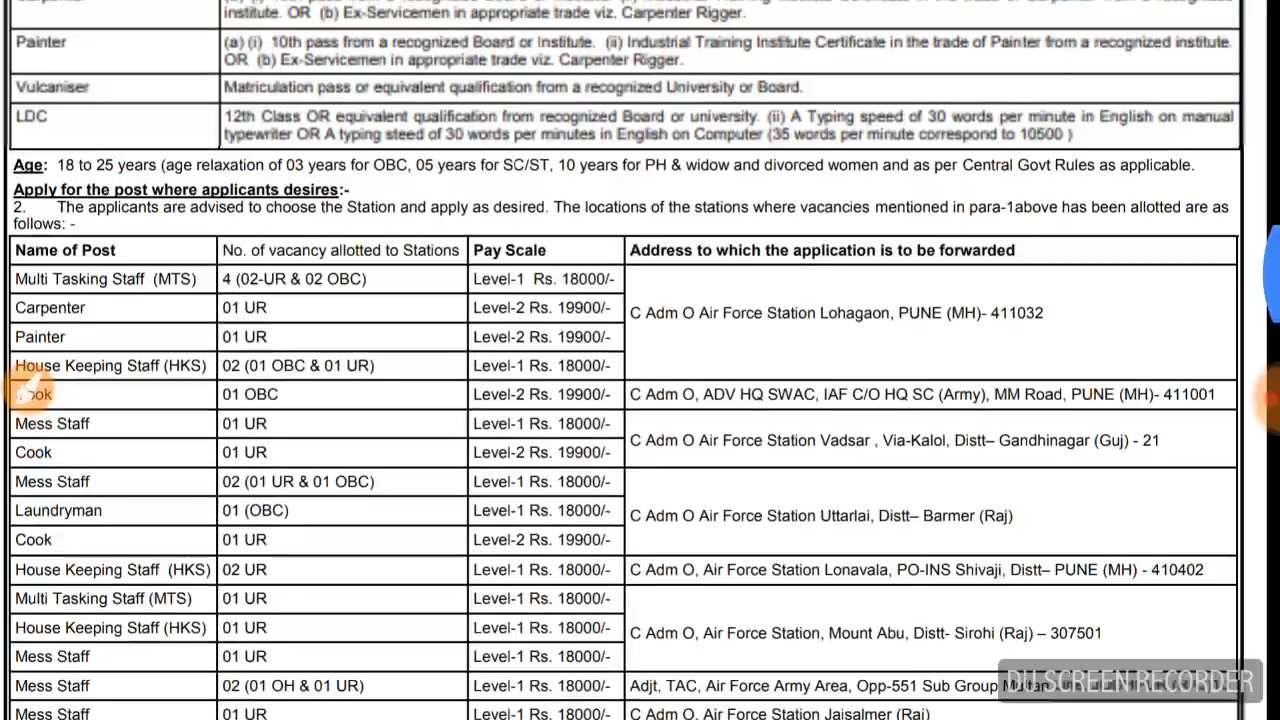 institute. OR (b) Ex-Servicemen in appropriate trade viz. Carpenter Rigger.
Painter (a) (i) 10th pass from a recognized Board or Institute. (ii) Industrial Training Institute Certificate in the trade of Painter from a recognized institute.
OR (b) Ex-Servicemen in appropriate trade viz. Carpenter Rigger.
Vulcaniser Matriculation pass or equivalent qualification from a recognized University or Board.
LDC 12th Class OR equivalent qualification from recognized Board or university. (ii) A Typing speed of 30 words per minute in English on manual
typewriter OR A typing steed of 30 words per minutes in English on Computer (35 words per minute correspond to 10500 )
Age: 18 to 25 years (age relaxation of 03 years for OBC, 05 years for SC/ST, 10 years for PH & widow and divorced women and as per Central Govt Rules as applicable.
Apply for the post where applicants desires:-
2. The applicants are advised to choose the Station and apply as desired. The locations of the stations where vacancies mentioned in para-1above has been allotted are as
follows: -
Name of Post No. of vacancy allotted to Stations Pay Scale Address to which the application is to be forwarded
Multi Tasking Staff (MTS) 4 (02-UR & 02 OBC) Level-1 Rs. 18000/-
Carpenter 01 UR Level-2 Rs. 19900/- C Adm O Air Force Station Lohagaon, PUNE (MH)- 411032
Painter 01 UR Level-2 Rs. 19900/-
House Keeping Staff (HKS) 02 (01 OBC & 01 UR) Level-1 Rs. 18000/-
Cook 01 OBC Level-2 Rs. 19900/- C Adm O, ADV HQ SWAC, IAF C/O HQ SC (Army), MM Road, PUNE (MH)- 411001
Mess Staff 01 UR Level-1 Rs. 18000/- C Adm O Air Force Station Vadsar , Via-Kalol, Distt– Gandhinagar (Guj) - 21
Cook 01 UR Level-2 Rs. 19900/-
Mess Staff 02 (01 UR & 01 OBC) Level-1 Rs. 18000/-
Laundryman 01 (OBC) Level-1 Rs. 18000/- C Adm O Air Force Station Uttarlai, Distt– Barmer (Raj)
Cook 01 UR Level-2 Rs. 19900/-
House Keeping Staff (HKS) 02 UR Level-1 Rs. 18000/- C Adm O, Air Force Station Lonavala, PO-INS Shivaji, Distt– PUNE (MH) - 410402
Multi Tasking Staff (MTS) 01 UR Level-1 Rs. 18000/-
House Keeping Staff (HKS) 01 UR Level-1 Rs. 18000/- C Adm O, Air Force Station, Mount Abu, Distt- Sirohi (Raj) – 307501
Mess Staff 01 UR Level-1 Rs. 18000/-
Mess Staff 02 (01 OH & 01 UR) Level-1 Rs. 18000/- Adjt, TAC, Air Force Army Area, Opp-551 Sub Group Multan
DU SCREEN RECORDER
Mess Staff 01 UR Level-1 Rs. 18000/- C Adm O Air Force Station Jaisalmer (Raj)